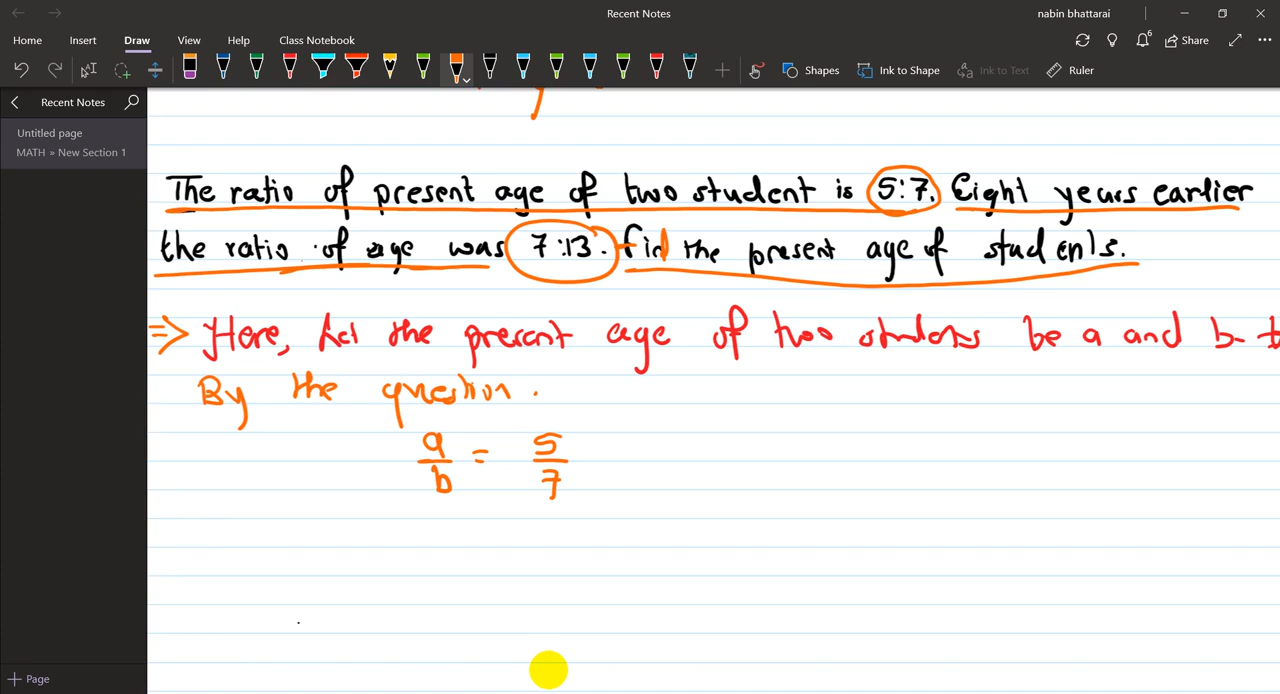 Recent Notes
nabin bhattarai
Home Insert Draw View Help Class Notebook
6
Share
Shapes Ink to Shape Ink to Text Ruler
Recent Notes
Untitled page
MATH » New Section 1
The ratio of present age of two student is 5:7. Eight years earlier
the ratio of age was 7:13. find the present age of students.
=> Here, Let the present age of two students be a and b
By the question.
a/b = 5/7
+ Page